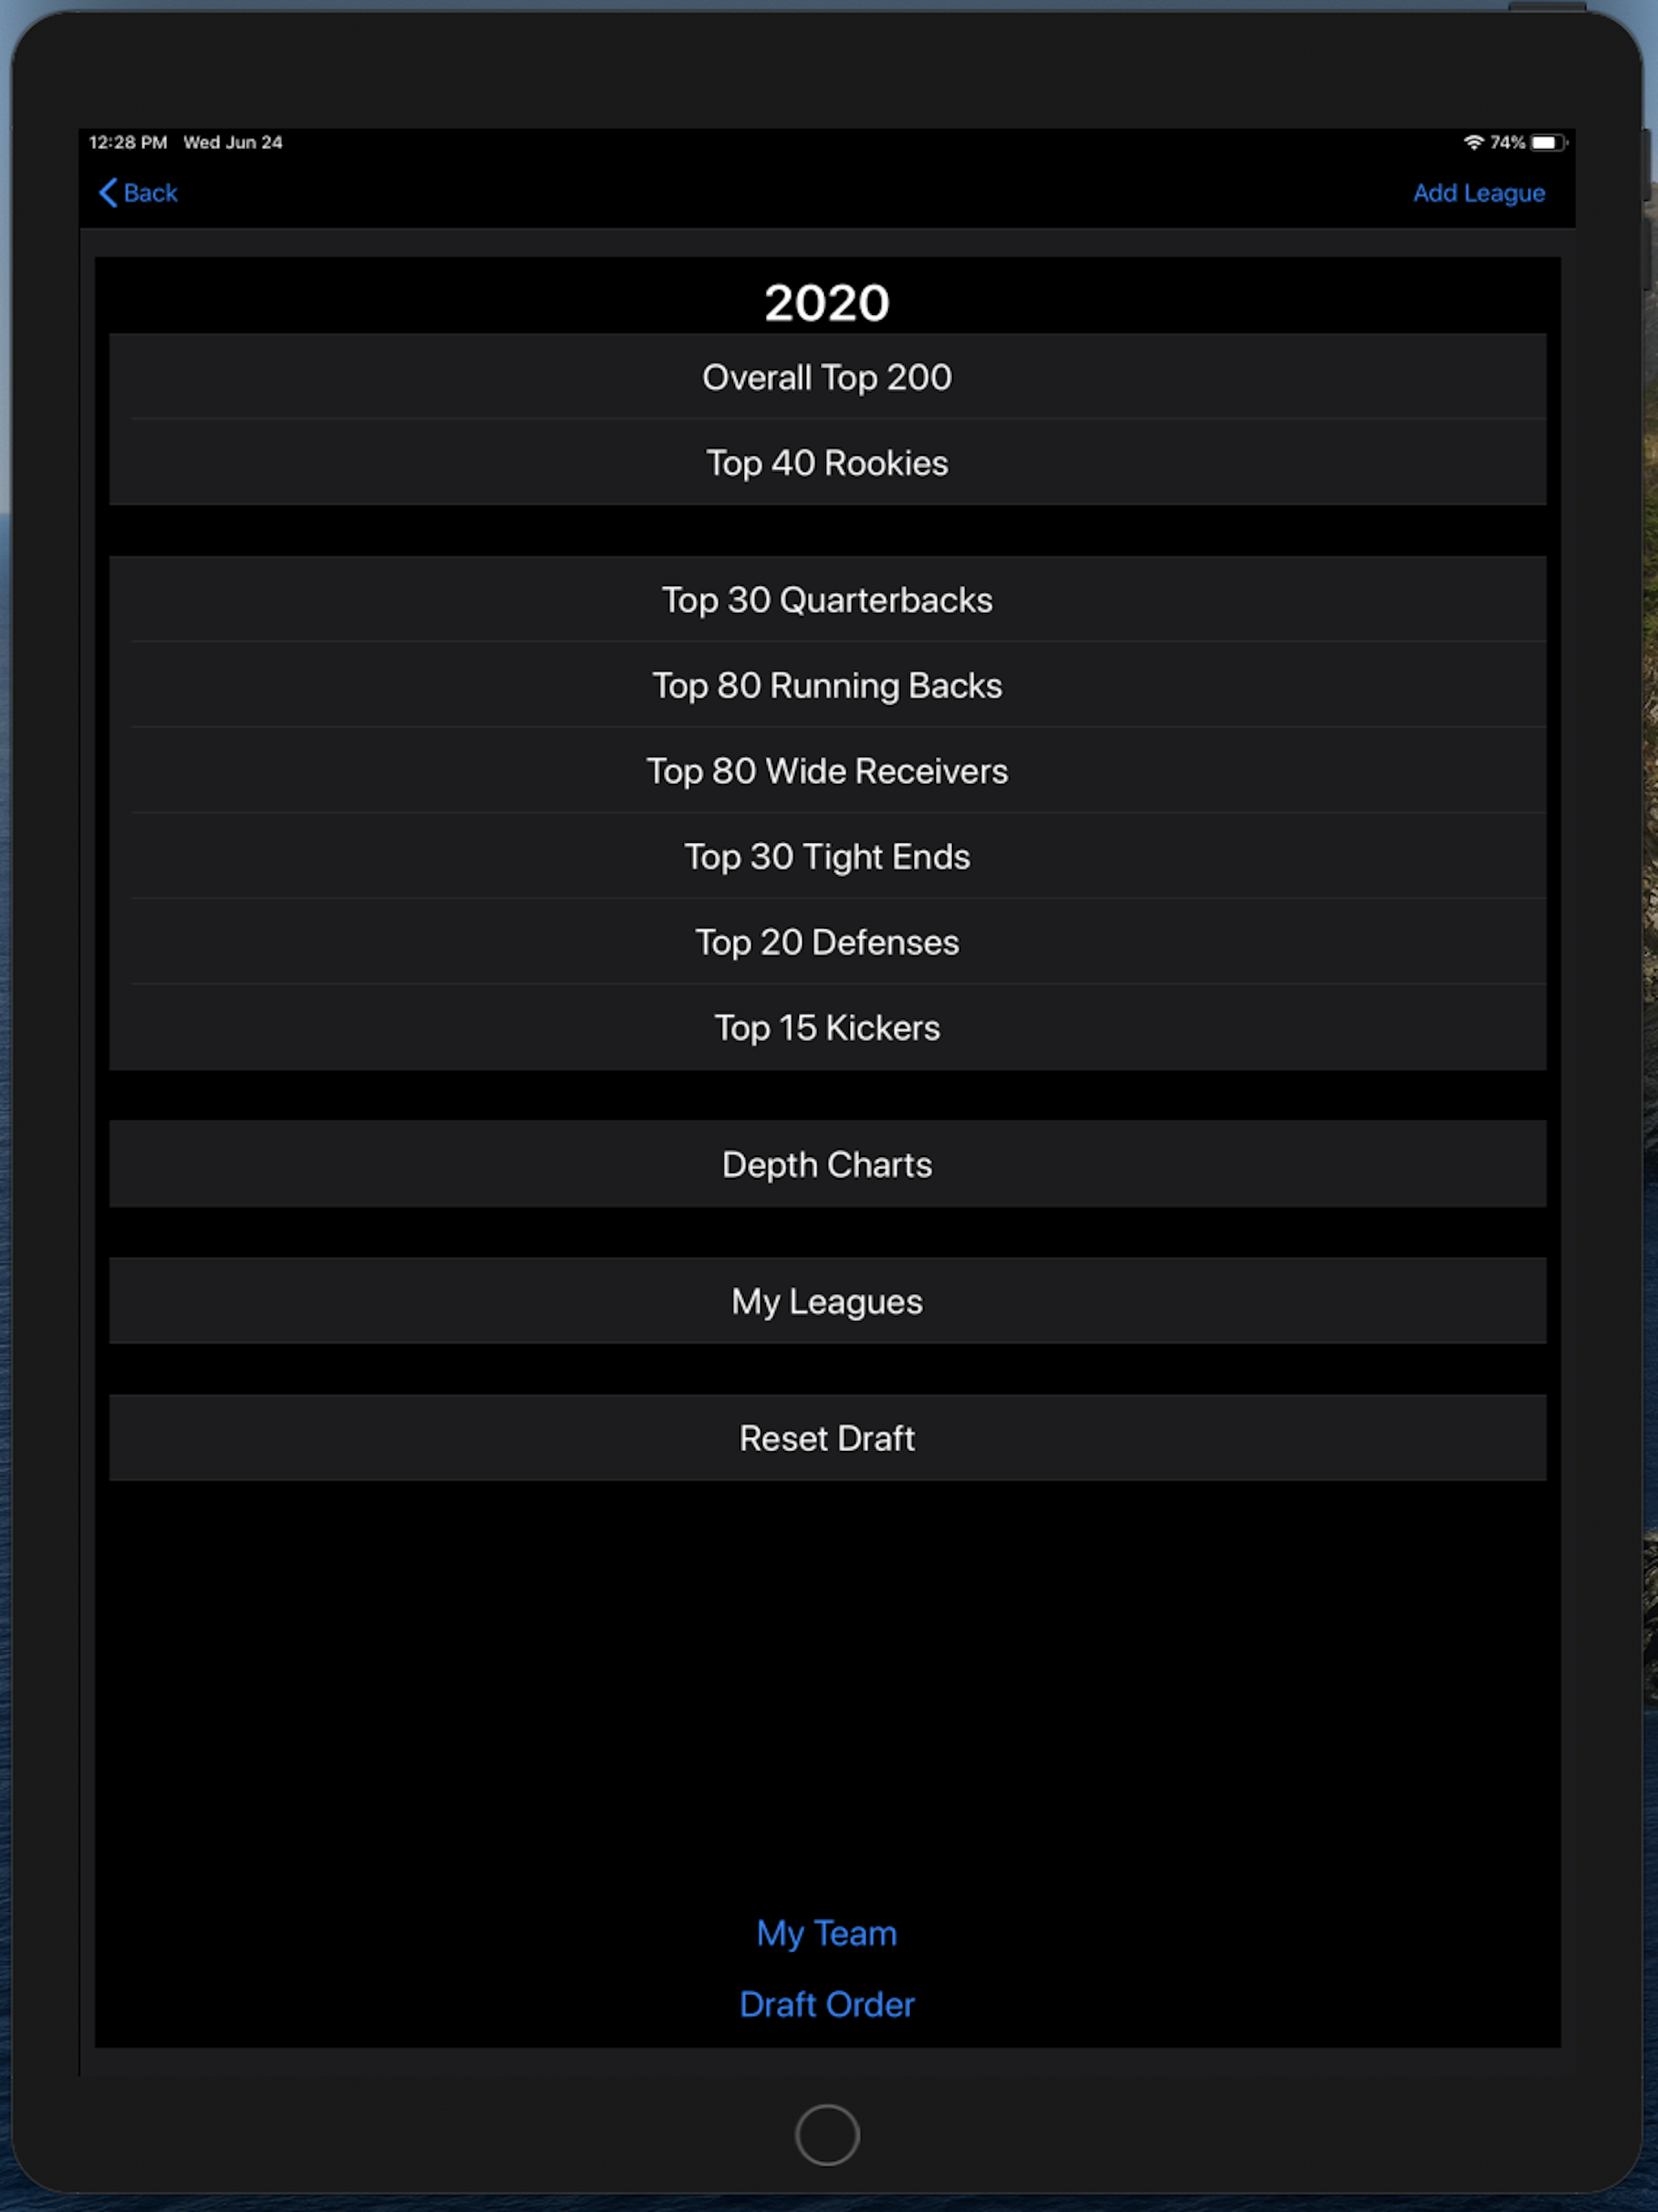 12:28 PM Wed Jun 24 74%
Back Add League
2020
Overall Top 200
Top 40 Rookies
Top 30 Quarterbacks
Top 80 Running Backs
Top 80 Wide Receivers
Top 30 Tight Ends
Top 20 Defenses
Top 15 Kickers
Depth Charts
My Leagues
Reset Draft
My Team
Draft Order